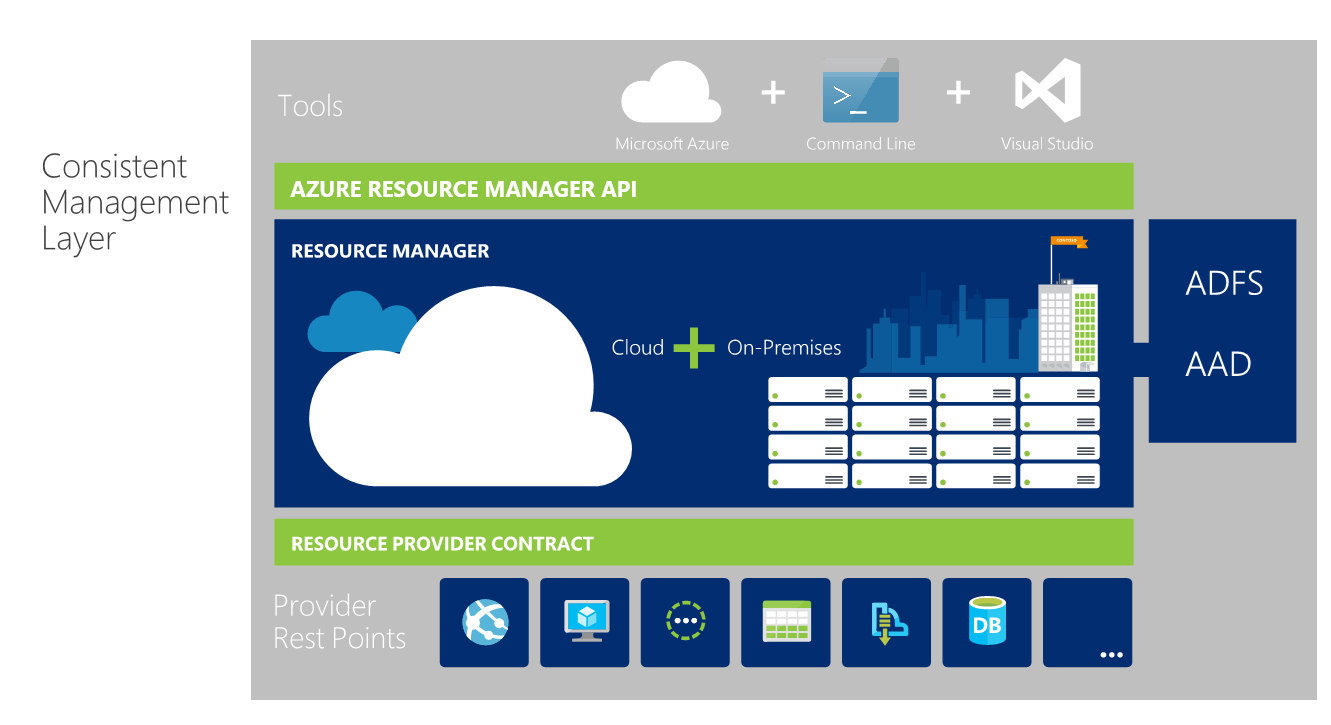 Tools
Microsoft Azure
Command Line
Visual Studio
Consistent
Management
Layer
AZURE RESOURCE MANAGER API
RESOURCE MANAGER
CONTOSO
Cloud
On-Premises
ADFS
AAD
RESOURCE PROVIDER CONTRACT
Provider
Rest Points
DB